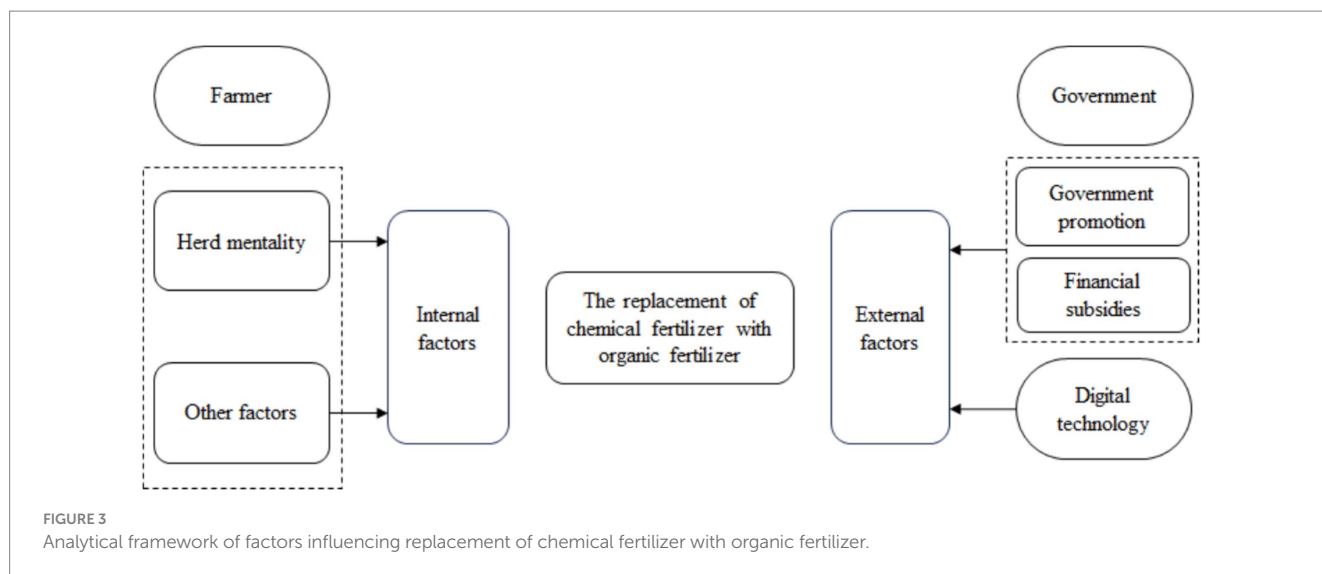 Farmer
Government
Herd mentality
Other factors
Internal
factors
The replacement of
chemical fertilizer with
organic fertilizer
External
factors
Government
promotion
Financial
subsidies
Digital
technology
FIGURE 3
Analytical framework of factors influencing replacement of chemical fertilizer with organic fertilizer.